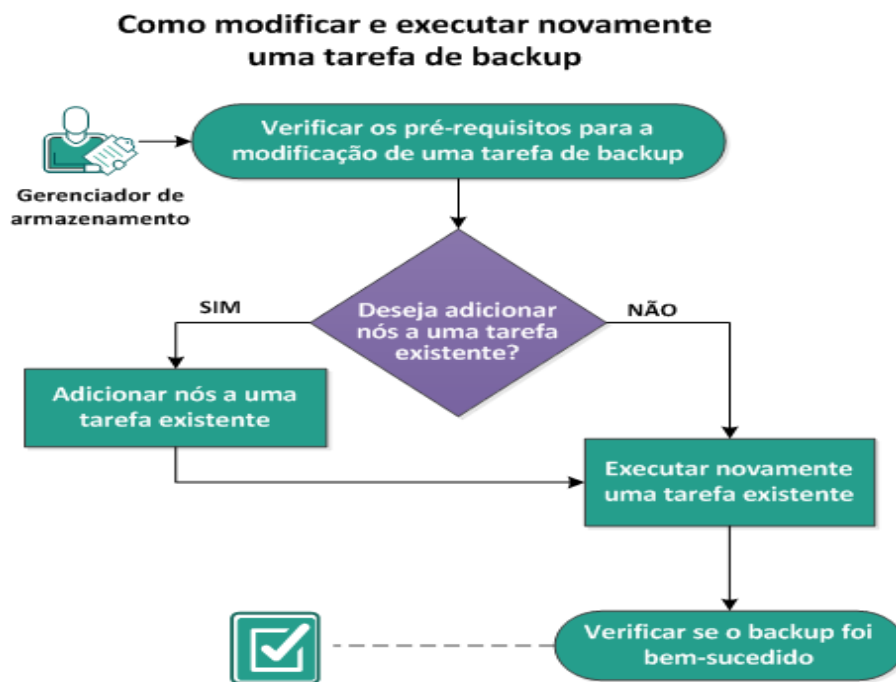 Como modificar e executar novamente
uma tarefa de backup
Verificar os pré-requisitos para a
modificação de uma tarefa de backup
Gerenciador de
armazenamento
SIM
Deseja adicionar
nós a uma tarefa
existente?
NÃO
Adicionar nós a uma
tarefa existente
Executar novamente
uma tarefa existente
Verificar se o backup foi
bem-sucedido